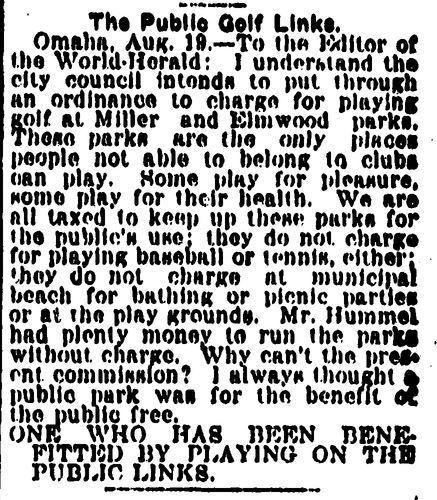 The Public Golf Links.
Omaha, Aug. 19.—To the Editor of
the World-Herald: I understand the
city council intends to put through
an ordinance to charge for playing
golf at Miller and Elmwood parks.
These parks are the only places
people not able to belong to clubs
can play. Some play for pleasure,
some play for their health. We are
all taxed to keep up these parks for
the public's use; they do not charge
for playing baseball or tennis, either;
they do not charge at municipal
beach for bathing or picnic parties
or at the play grounds. Mr. Hummel
had plenty money to run the parks
without charge. Why can't the pres-
ent commission? I always thought a
public park was for the benefit of
the public free.
ONE WHO HAS BEEN BENE-
FITTED BY PLAYING ON THE
PUBLIC LINKS.